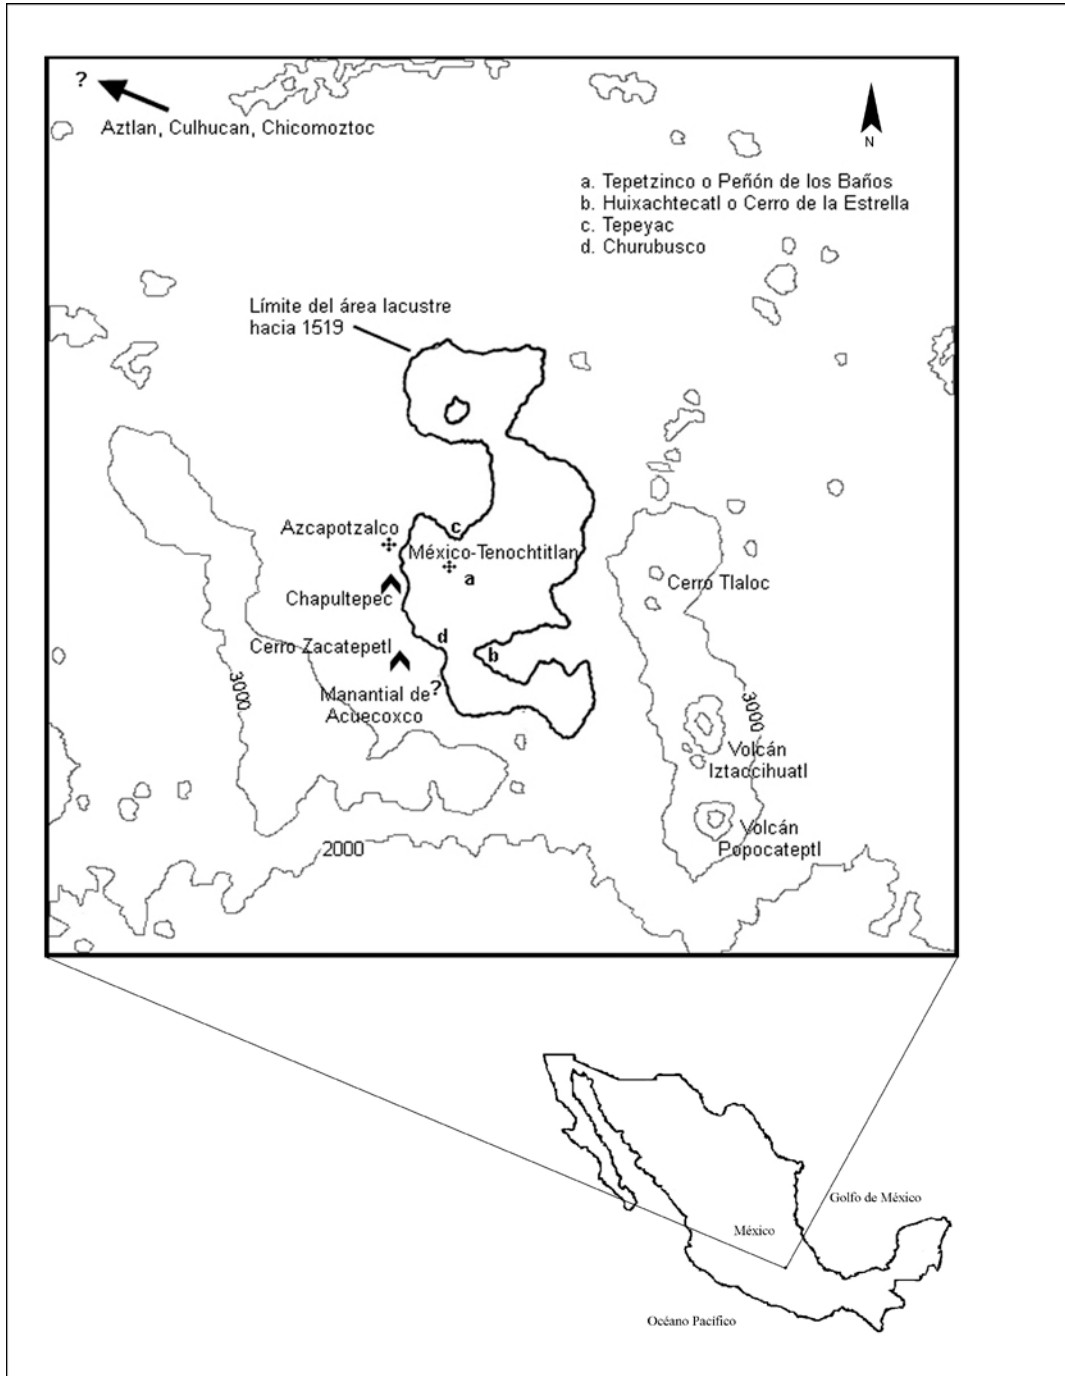 ?
Aztlan, Culhucan, Chicomoztoc
N
a. Tepetzinco o Peñón de los Baños
b. Huixachtecatl o Cerro de la Estrella
c. Tepeyac
d. Churubusco
Límite del área lacustre
hacia 1519
Azcapotzalco
c
México-Tenochtitlan
a
Chapultepec
Cerro Tlaloc
d
Cerro Zacatepetl
b
3000
Manantial de
?
Acuecoxco
3000
Volcán
Iztaccihuatl
Volcán
Popocateptl
2000
Golfo de México
México
Océano Pacífico